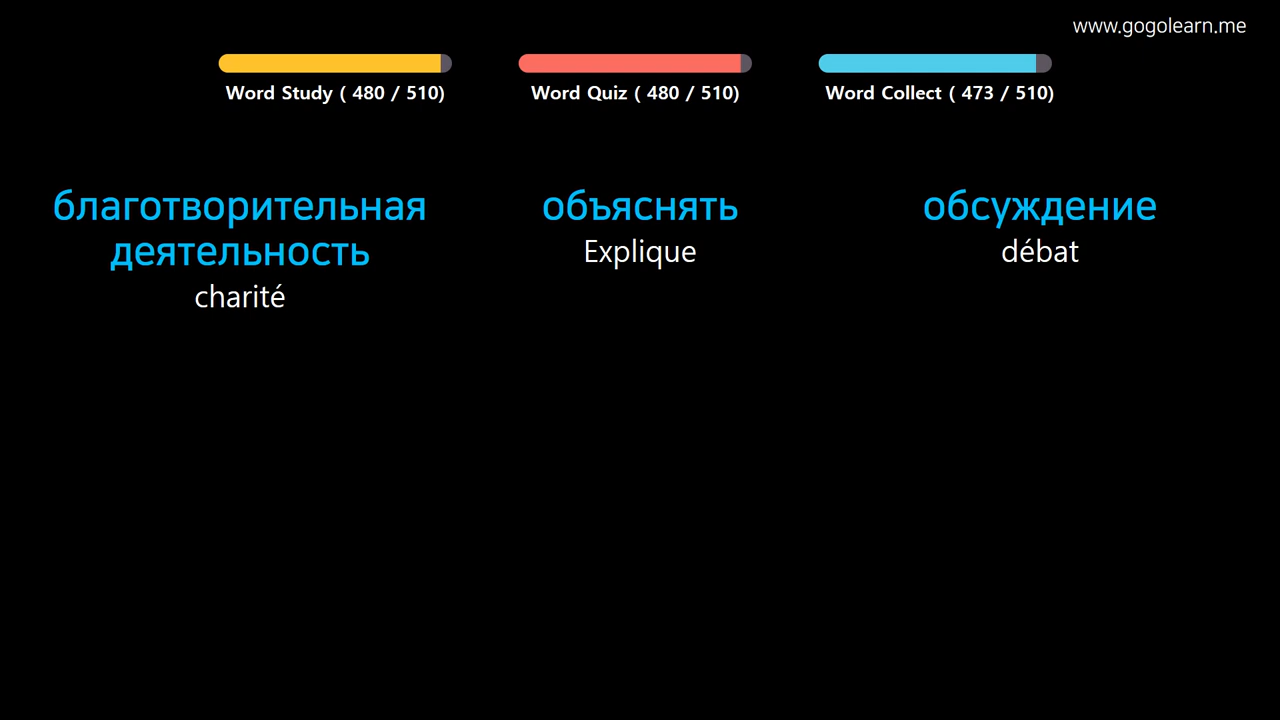 www.gogolearn.me
Word Study ( 480 / 510)
Word Quiz ( 480 / 510)
Word Collect ( 473 / 510)
благотворительная
деятельность
charité
объяснять
Explique
обсуждение
débat